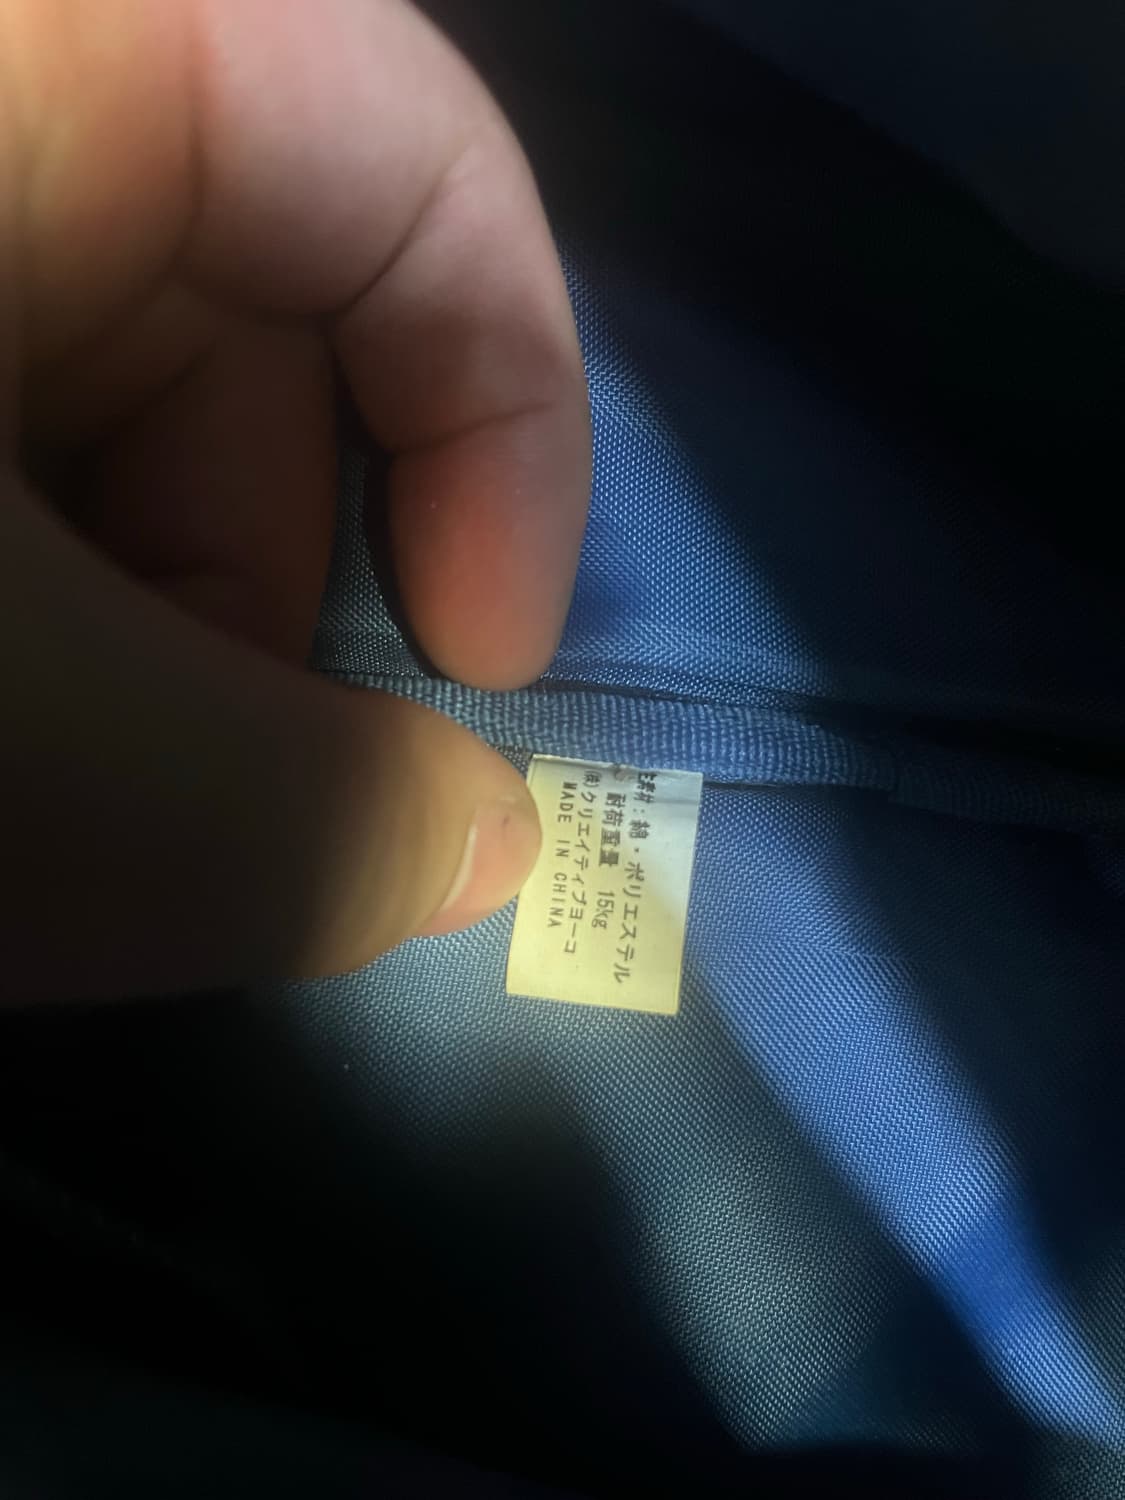 主素材：綿・ポリエステル
耐荷重量 15kg
㈱クリエイティブヨーコ
MADE IN CHINA